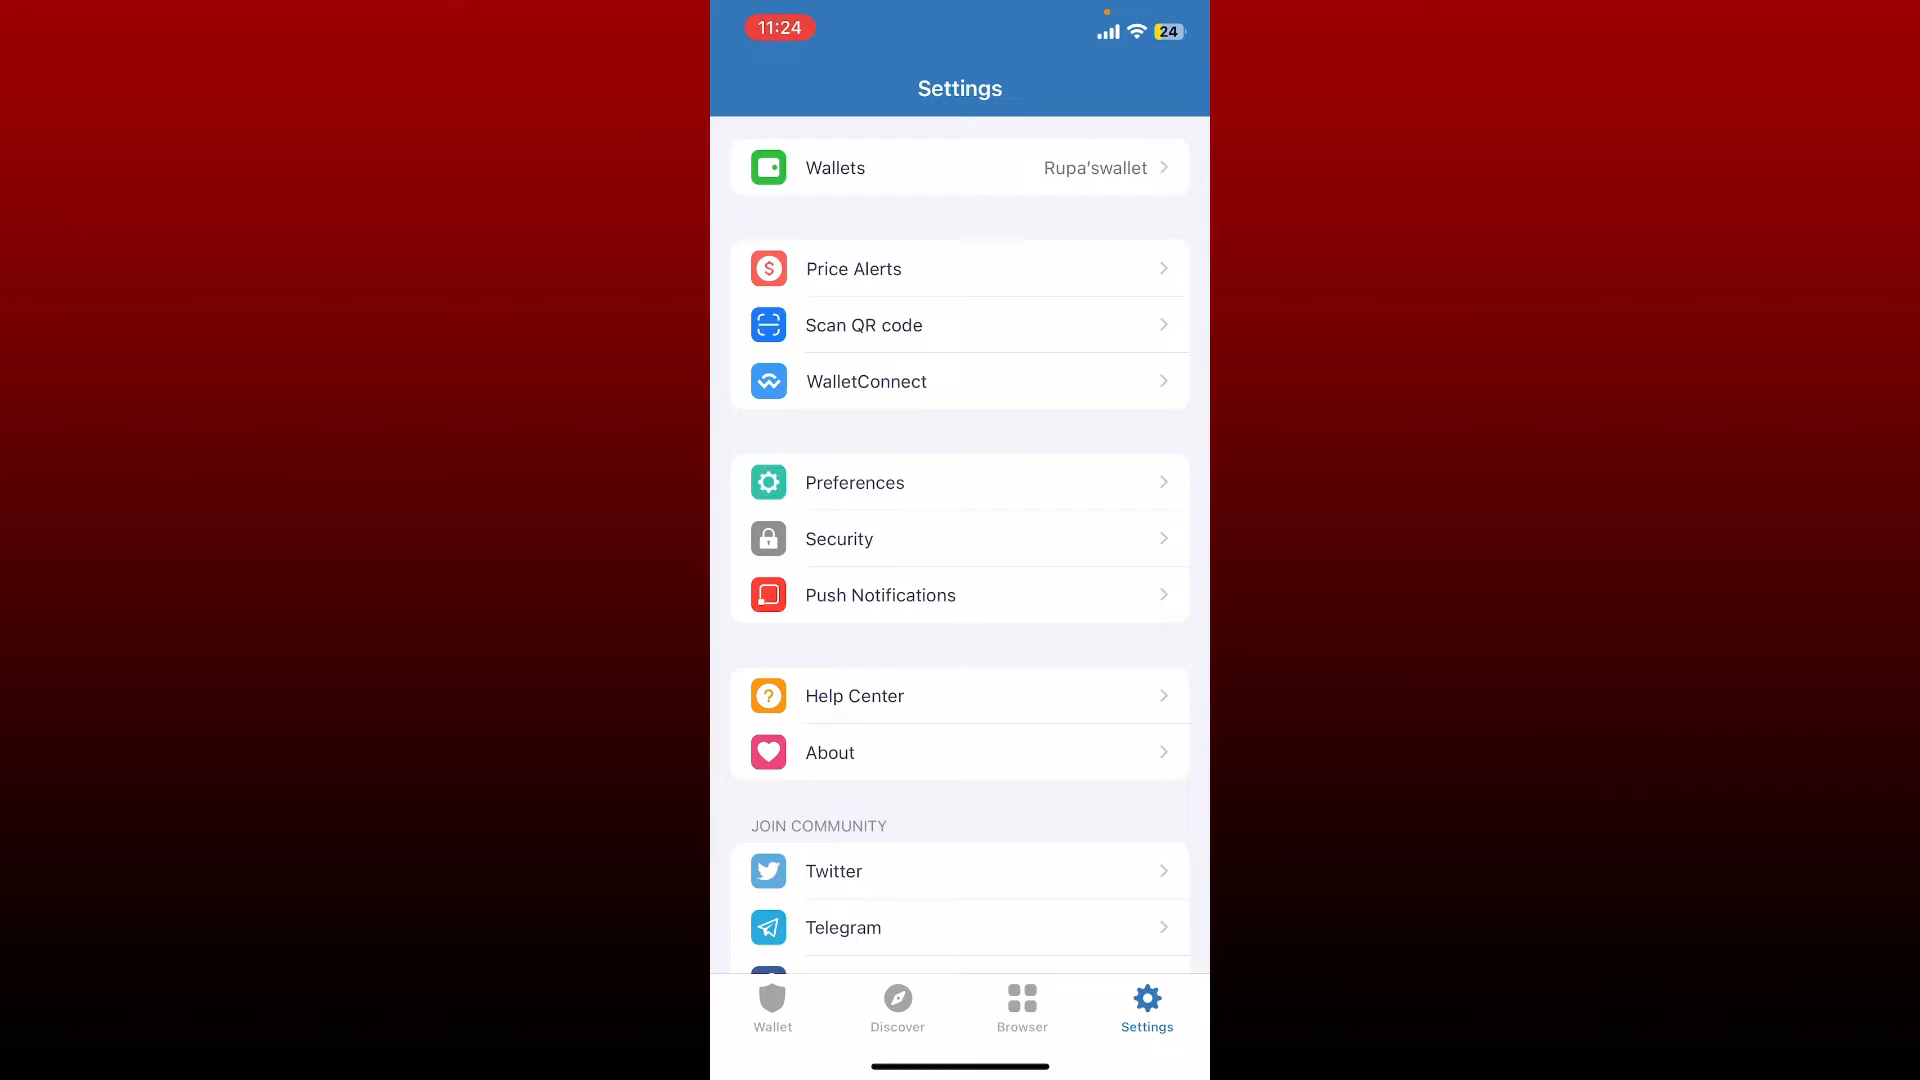 11:24
24
Settings
Wallets Rupa'swallet
Price Alerts
Scan QR code
WalletConnect
Preferences
Security
Push Notifications
Help Center
About
JOIN COMMUNITY
Twitter
Telegram
Wallet Discover Browser Settings